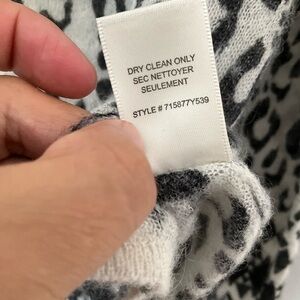 DRY CLEAN ONLY
SEC NETTOYER
SEULEMENT
STYLE # 715877Y539